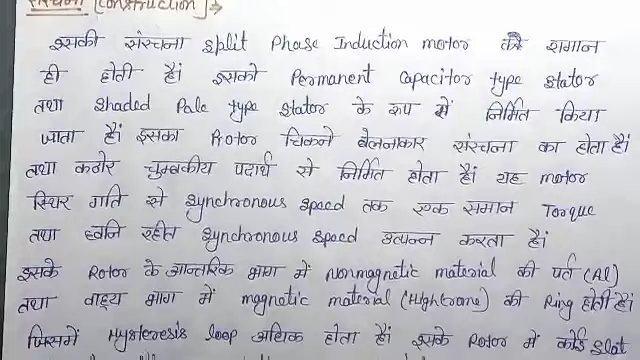 संरचना (Construction) →
इसकी संरचना Split Phase Induction motor के समान
ही होती है। इसको Permanent Capacitor type Stator
तथा Shaded Pole type Stator के रूप में निर्मित किया
जाता है। इसका Rotor चिकने बेलनाकार संरचना का होता है।
तथा कठोर चुम्बकीय पदार्थ से निर्मित होता है। यह motor
स्थिर गति से Synchronous Speed तक एक समान Torque
तथा ध्वनि रहीत Synchronous Speed उत्पन्न करता है।
इसके Rotor के आन्तरिक भाग में Nonmagnetic material की पर्त (Al)
तथा वाह्य भाग में magnetic material की Ring होती है।
जिसमें Hysteresis loop अधिक होता है। इसके Rotor में कोई Slot